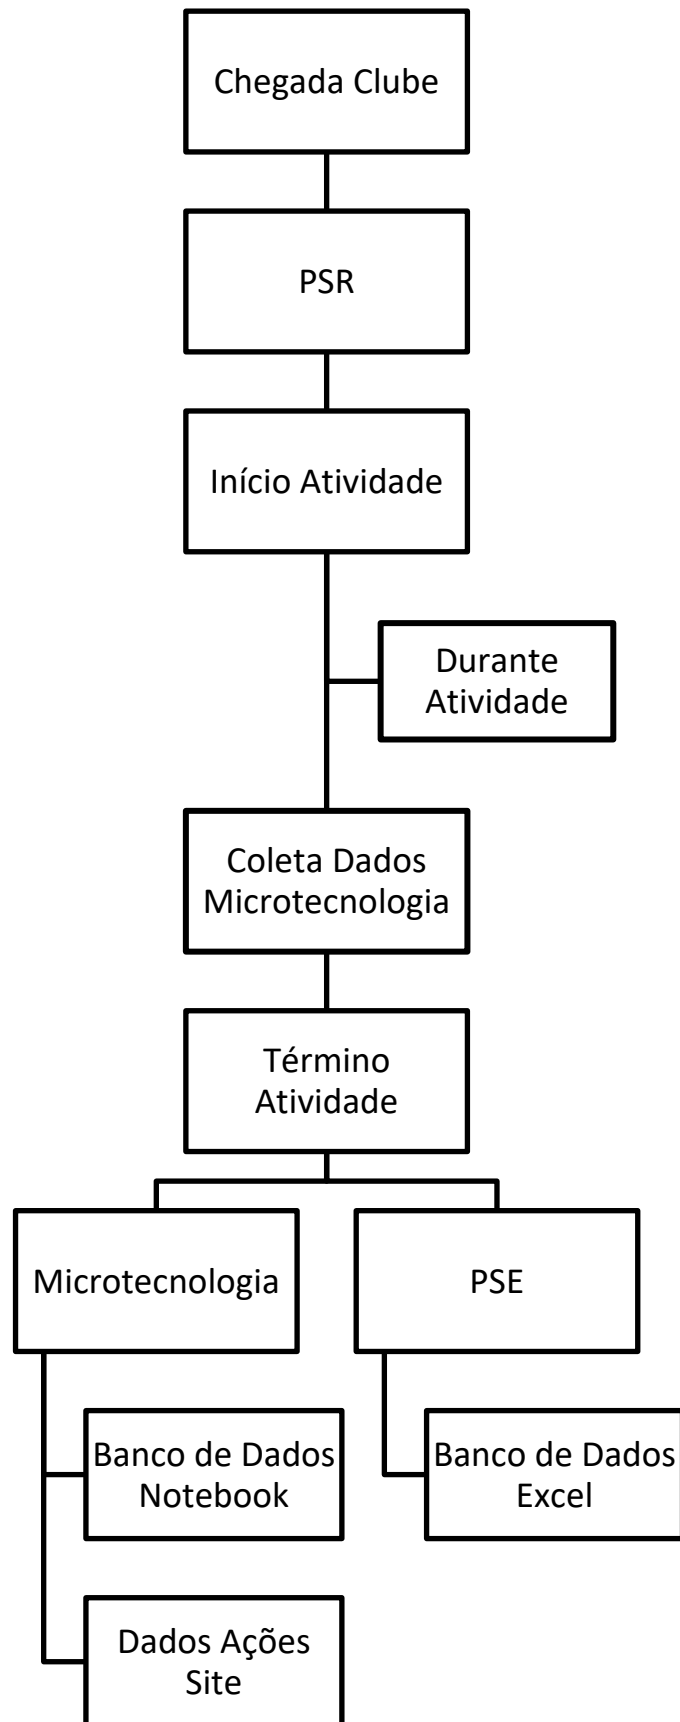 Chegada Clube
PSR
Início Atividade
Durante
Atividade
Coleta Dados
Microtecnologia
Término
Atividade
Microtecnologia
PSE
Banco de Dados
Notebook
Banco de Dados
Excel
Dados Ações
Site